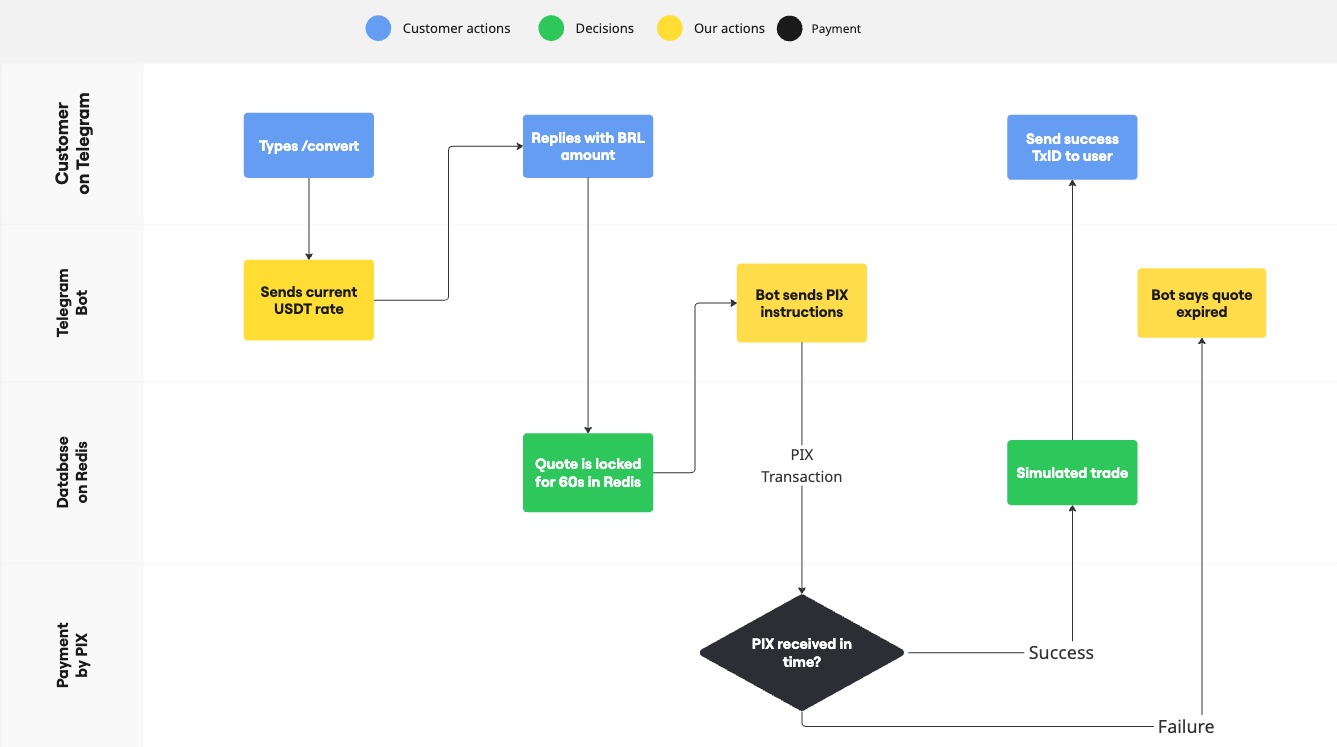 Customer actions
Decisions
Our actions
Payment
Customer
on Telegram
Types /convert
Replies with BRL
amount
Send success
TxID to user
Telegram
Bot
Sends current
USDT rate
Bot sends PIX
instructions
Bot says quote
expired
Database
on Redis
Quote is locked
for 60s in Redis
PIX
Transaction
Simulated trade
Payment
by PIX
PIX received in
time?
Success
Failure